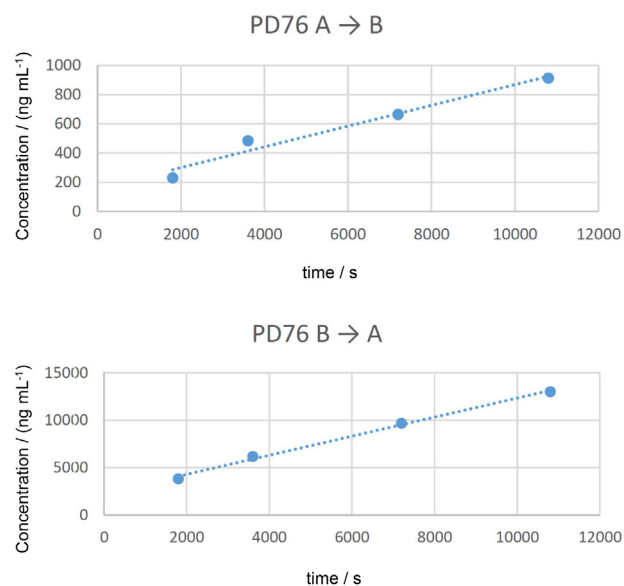 PD76 A → B
Concentration / (ng mL⁻¹)
1000
800
600
400
200
0
0 2000 4000 6000 8000 10000 12000
time / s
PD76 B → A
Concentration / (ng mL⁻¹)
15000
10000
5000
0
0 2000 4000 6000 8000 10000 12000
time / s